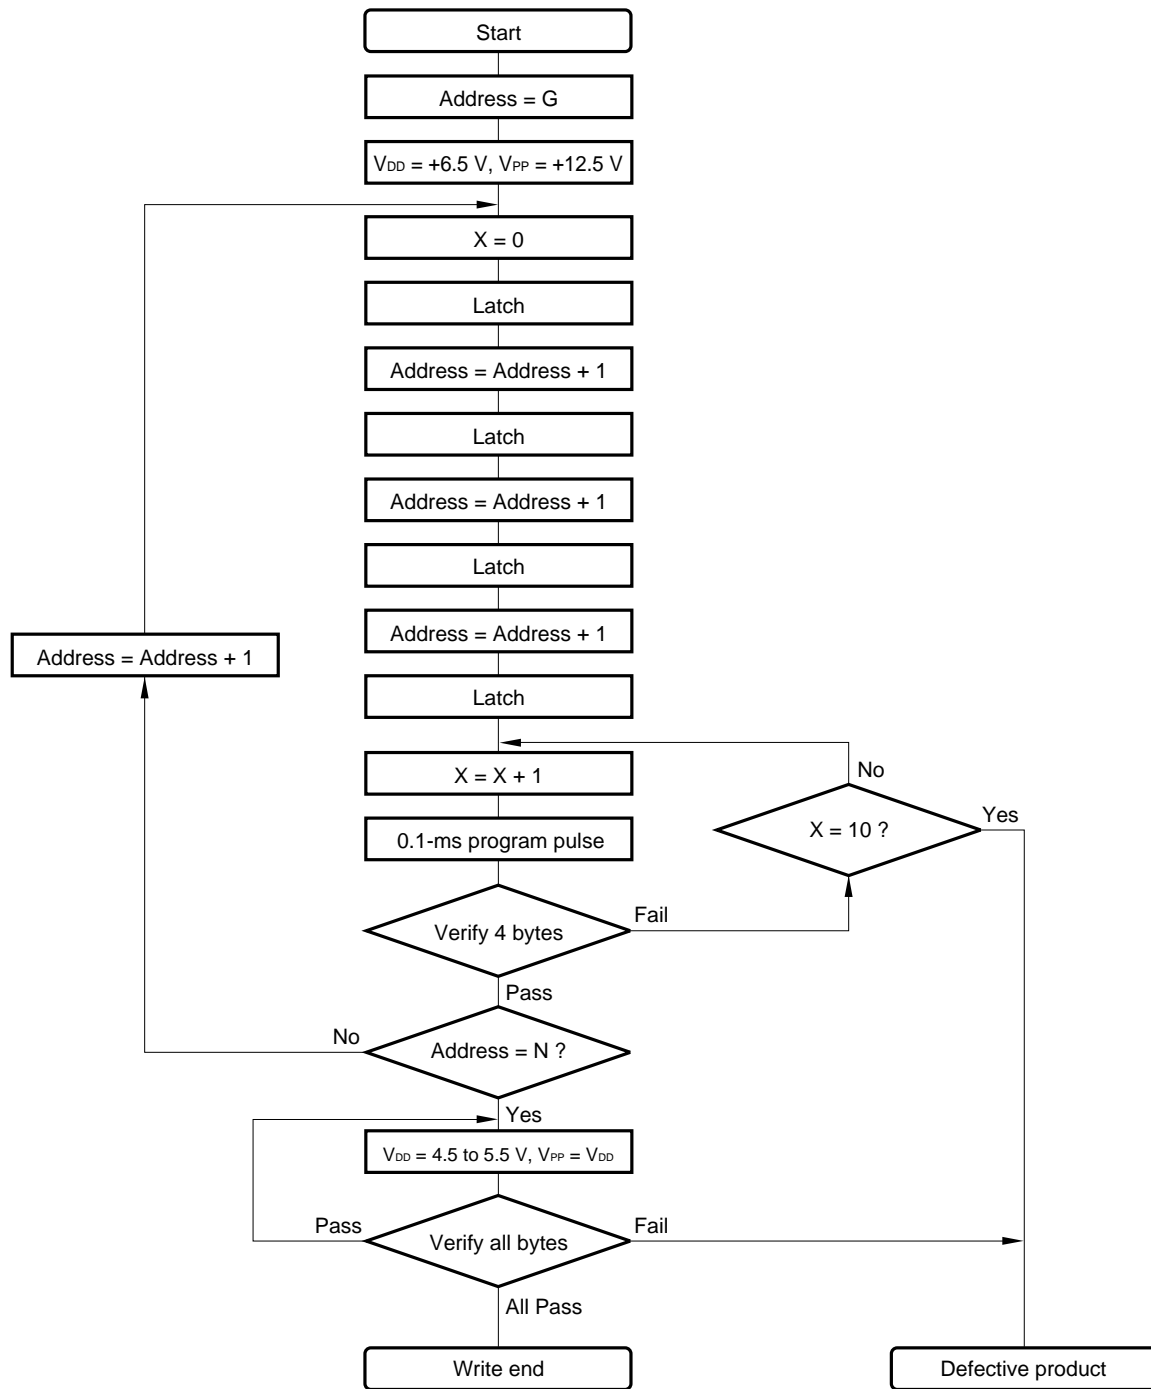 Start
Address = G
VDD = +6.5 V, VPP = +12.5 V
X = 0
Latch
Address = Address + 1
Latch
Address = Address + 1
Latch
Address = Address + 1
Address = Address + 1
Latch
X = X + 1
No
X = 10 ?
Yes
0.1-ms program pulse
Verify 4 bytes
Fail
Pass
No
Address = N ?
Yes
VDD = 4.5 to 5.5 V, VPP = VDD
Pass
Verify all bytes
Fail
All Pass
Write end
Defective product